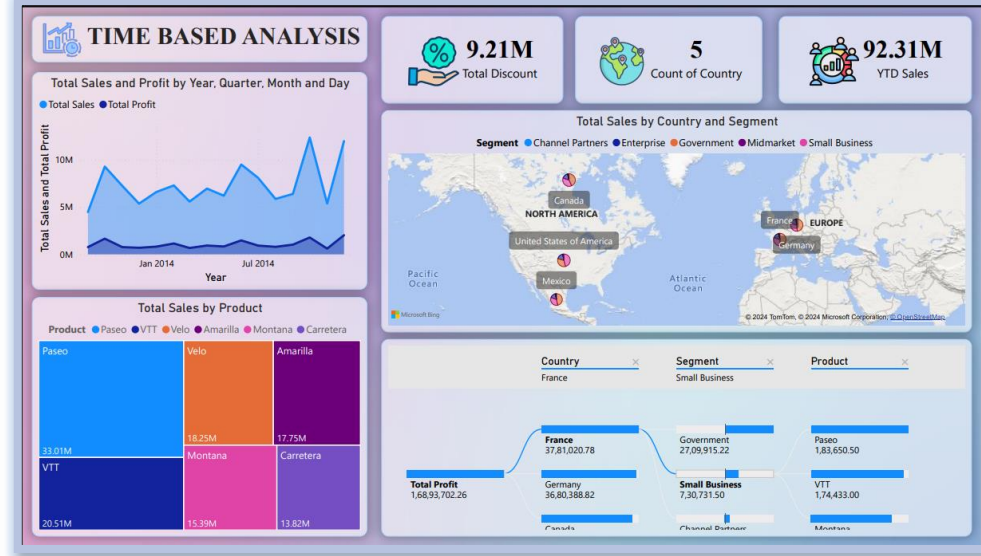 TIME BASED ANALYSIS
9.21M
Total Discount
5
Count of Country
92.31M
YTD Sales
Total Sales and Profit by Year, Quarter, Month and Day
Total Sales Total Profit
Total Sales and Total Profit
10M
5M
0M
Jan 2014 Jul 2014
Year
Total Sales by Country and Segment
Segment Channel Partners Enterprise Government Midmarket Small Business
Canada
NORTH AMERICA
United States of America
Mexico
Pacific
Ocean
Atlantic
Ocean
France
EUROPE
Germany
Microsoft Bing
© 2024 TomTom, © 2024 Microsoft Corporation, © OpenStreetMap
Total Sales by Product
Product Paseo VTT Velo Amarilla Montana Carretera
Paseo
33.01M
VTT
20.51M
Velo
18.25M
Amarilla
17.75M
Montana
15.39M
Carretera
13.82M
Country Segment Product
France Small Business
Total Profit
1,68,93,702.26
France
37,81,020.78
Germany
36,80,388.82
Canada
Government
27,09,915.22
Small Business
7,30,731.50
Channel Partners
Paseo
1,83,650.50
VTT
1,74,433.00
Montana